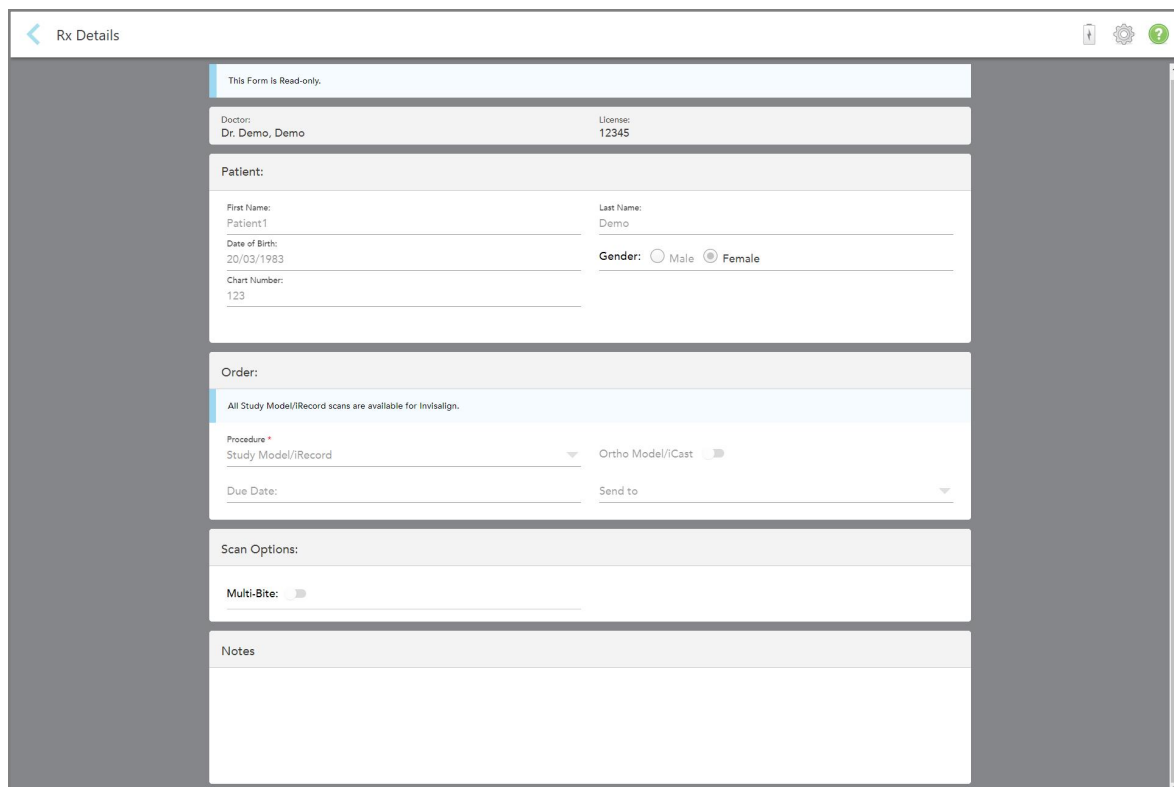 Rx Details
?
This Form is Read-only.
Doctor: License:
Dr. Demo, Demo 12345
Patient:
First Name: Last Name:
Patient1 Demo
Date of Birth:
20/03/1983 Gender: Male Female
Chart Number:
123
Order:
All Study Model/iRecord scans are available for Invisalign.
Procedure *
Study Model/iRecord Ortho Model/iCast
Due Date: Send to
Scan Options:
Multi-Bite:
Notes